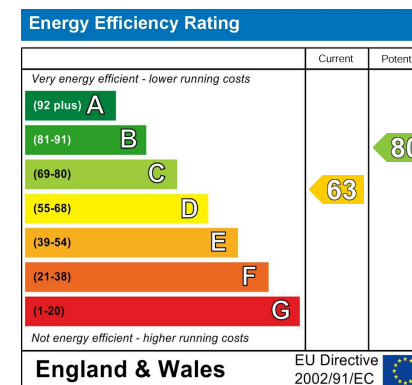 Energy Efficiency Rating
Current Potent
Very energy efficient - lower running costs
(92 plus) A
(81-91) B
80
(69-80) C
63
(55-68) D
(39-54) E
(21-38) F
(1-20) G
Not energy efficient - higher running costs
England & Wales
EU Directive
2002/91/EC